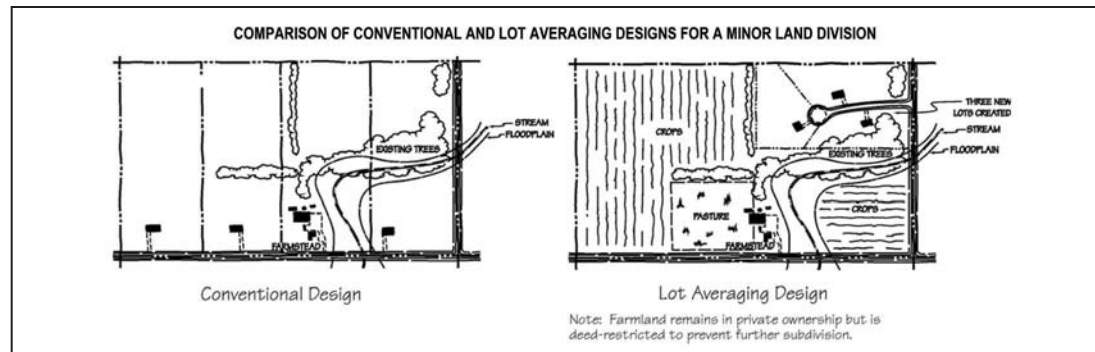 COMPARISON OF CONVENTIONAL AND LOT AVERAGING DESIGNS FOR A MINOR LAND DIVISION
STREAM
FLOODPLAIN
EXISTING TREES
FARMSTEAD
Conventional Design
CROPS
THREE NEW
LOTS CREATED
STREAM
FLOODPLAIN
EXISTING TREES
PASTURE
CROPS
FARMSTEAD
Lot Averaging Design
Note: Farmland remains in private ownership but is
deed-restricted to prevent further subdivision.